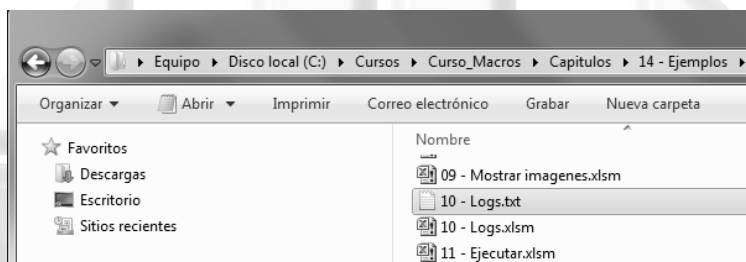 Equipo ▸ Disco local (C:) ▸ Cursos ▸ Curso_Macros ▸ Capitulos ▸ 14 - Ejemplos ▸
Organizar Abrir Imprimir Correo electrónico Grabar Nueva carpeta
Favoritos
Descargas
Escritorio
Sitios recientes
Nombre
09 - Mostrar imagenes.xlsm
10 - Logs.txt
10 - Logs.xlsm
11 - Ejecutar.xlsm